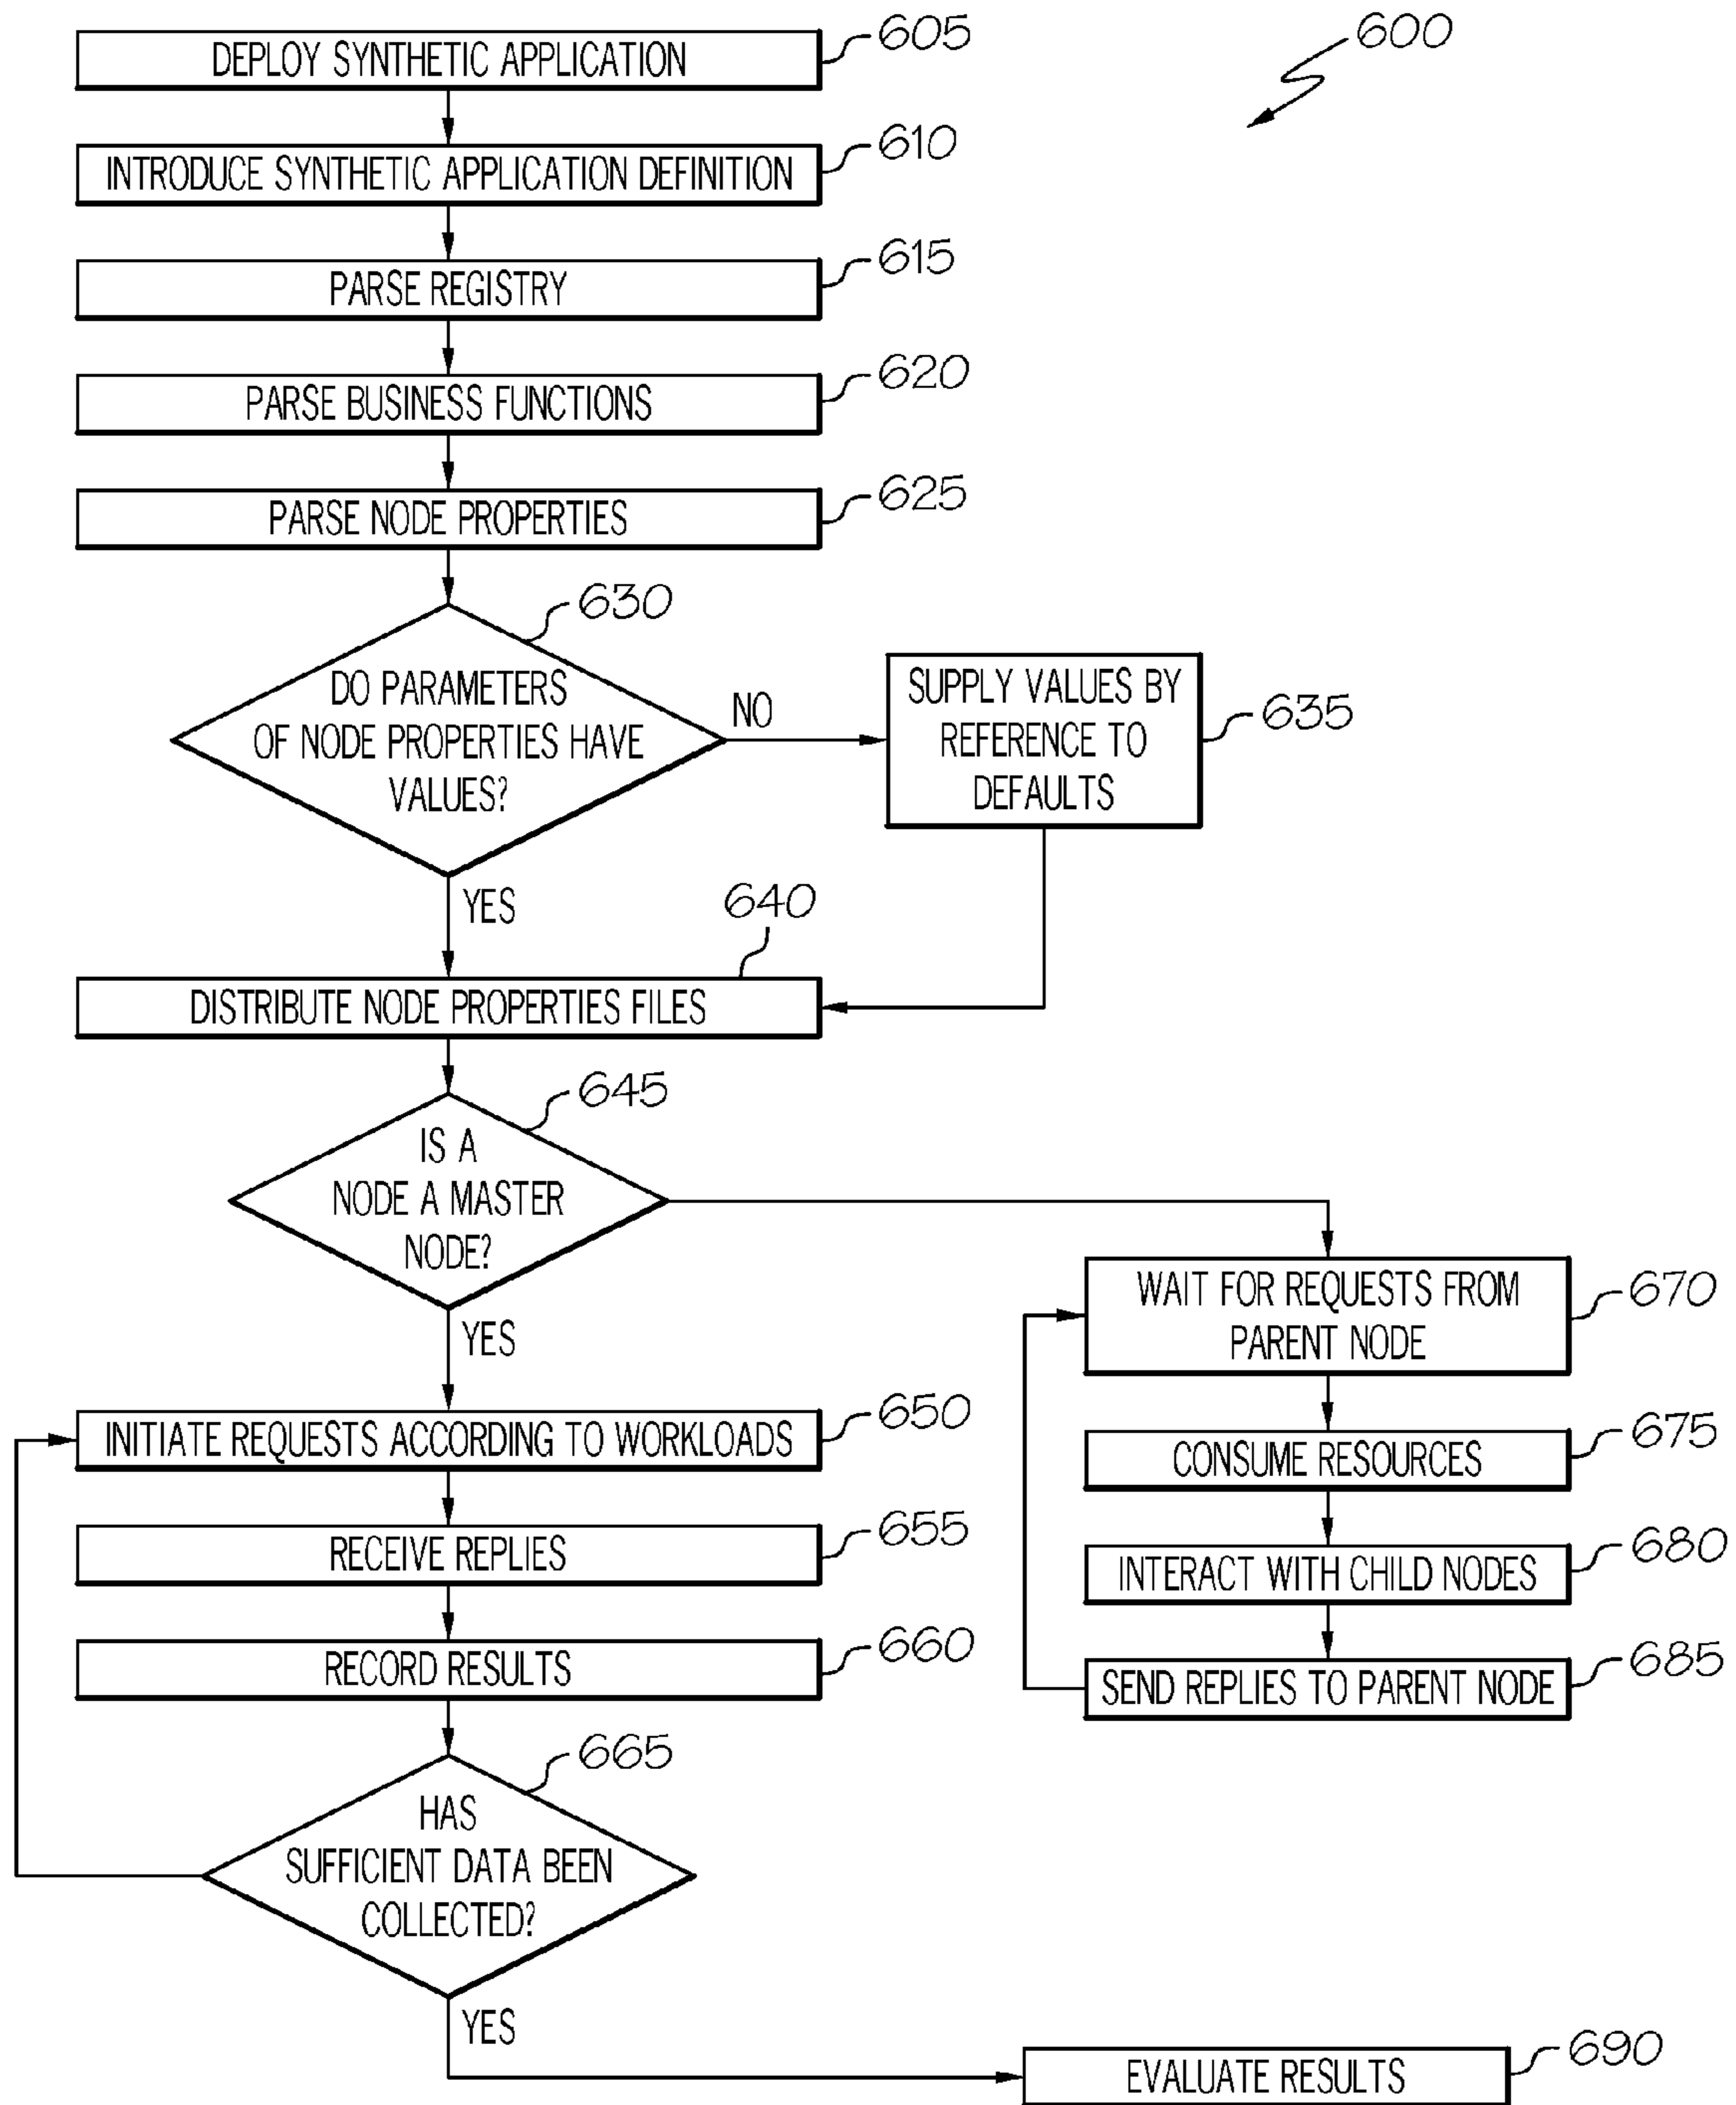 600
DEPLOY SYNTHETIC APPLICATION
605
INTRODUCE SYNTHETIC APPLICATION DEFINITION
610
PARSE REGISTRY
615
PARSE BUSINESS FUNCTIONS
620
PARSE NODE PROPERTIES
625
630
DO PARAMETERS
OF NODE PROPERTIES HAVE
VALUES?
NO
SUPPLY VALUES BY
REFERENCE TO
DEFAULTS
635
YES
640
DISTRIBUTE NODE PROPERTIES FILES
645
IS A
NODE A MASTER
NODE?
YES
INITIATE REQUESTS ACCORDING TO WORKLOADS
650
RECEIVE REPLIES
655
RECORD RESULTS
660
665
HAS
SUFFICIENT DATA BEEN
COLLECTED?
YES
WAIT FOR REQUESTS FROM
PARENT NODE
670
CONSUME RESOURCES
675
INTERACT WITH CHILD NODES
680
SEND REPLIES TO PARENT NODE
685
EVALUATE RESULTS
690